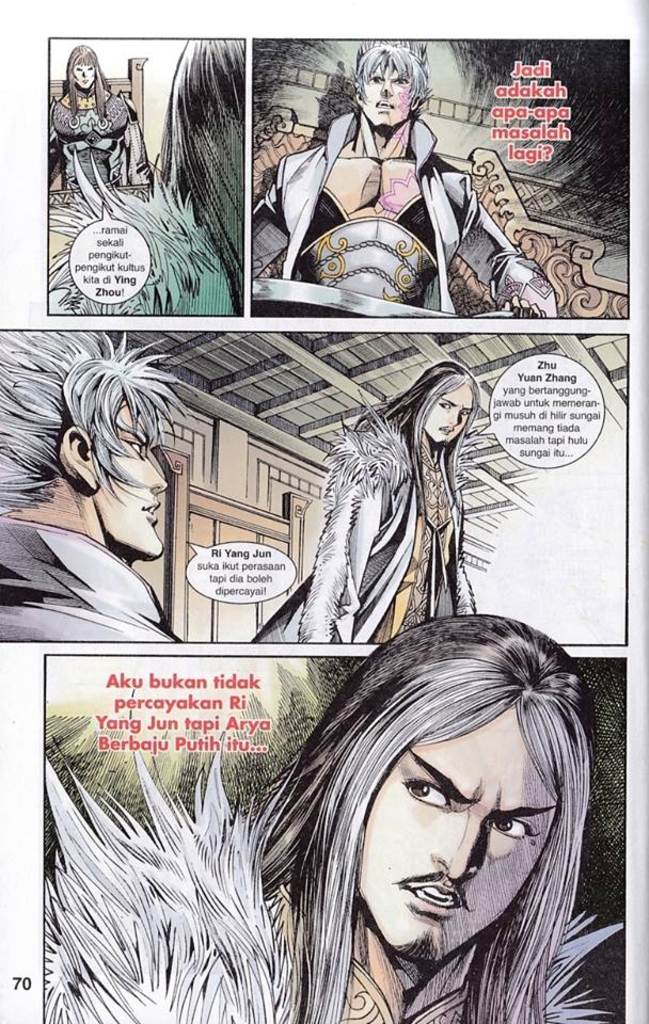 ...ramai
sekali
pengikut-
pengikut kultus
kita di Ying
Zhou!
Jadi
adakah
apa-apa
masalah
lagi?
Zhu
Yuan Zhang
yang bertanggung-
jawab untuk memeran-
gi musuh di hilir sungai
memang tiada
masalah tapi hulu
sungai itu...
Ri Yang Jun
suka ikut perasaan
tapi dia boleh
dipercayai!
Aku bukan tidak
percayakan Ri
Yang Jun tapi Arya
Berbaju Putih itu...
70